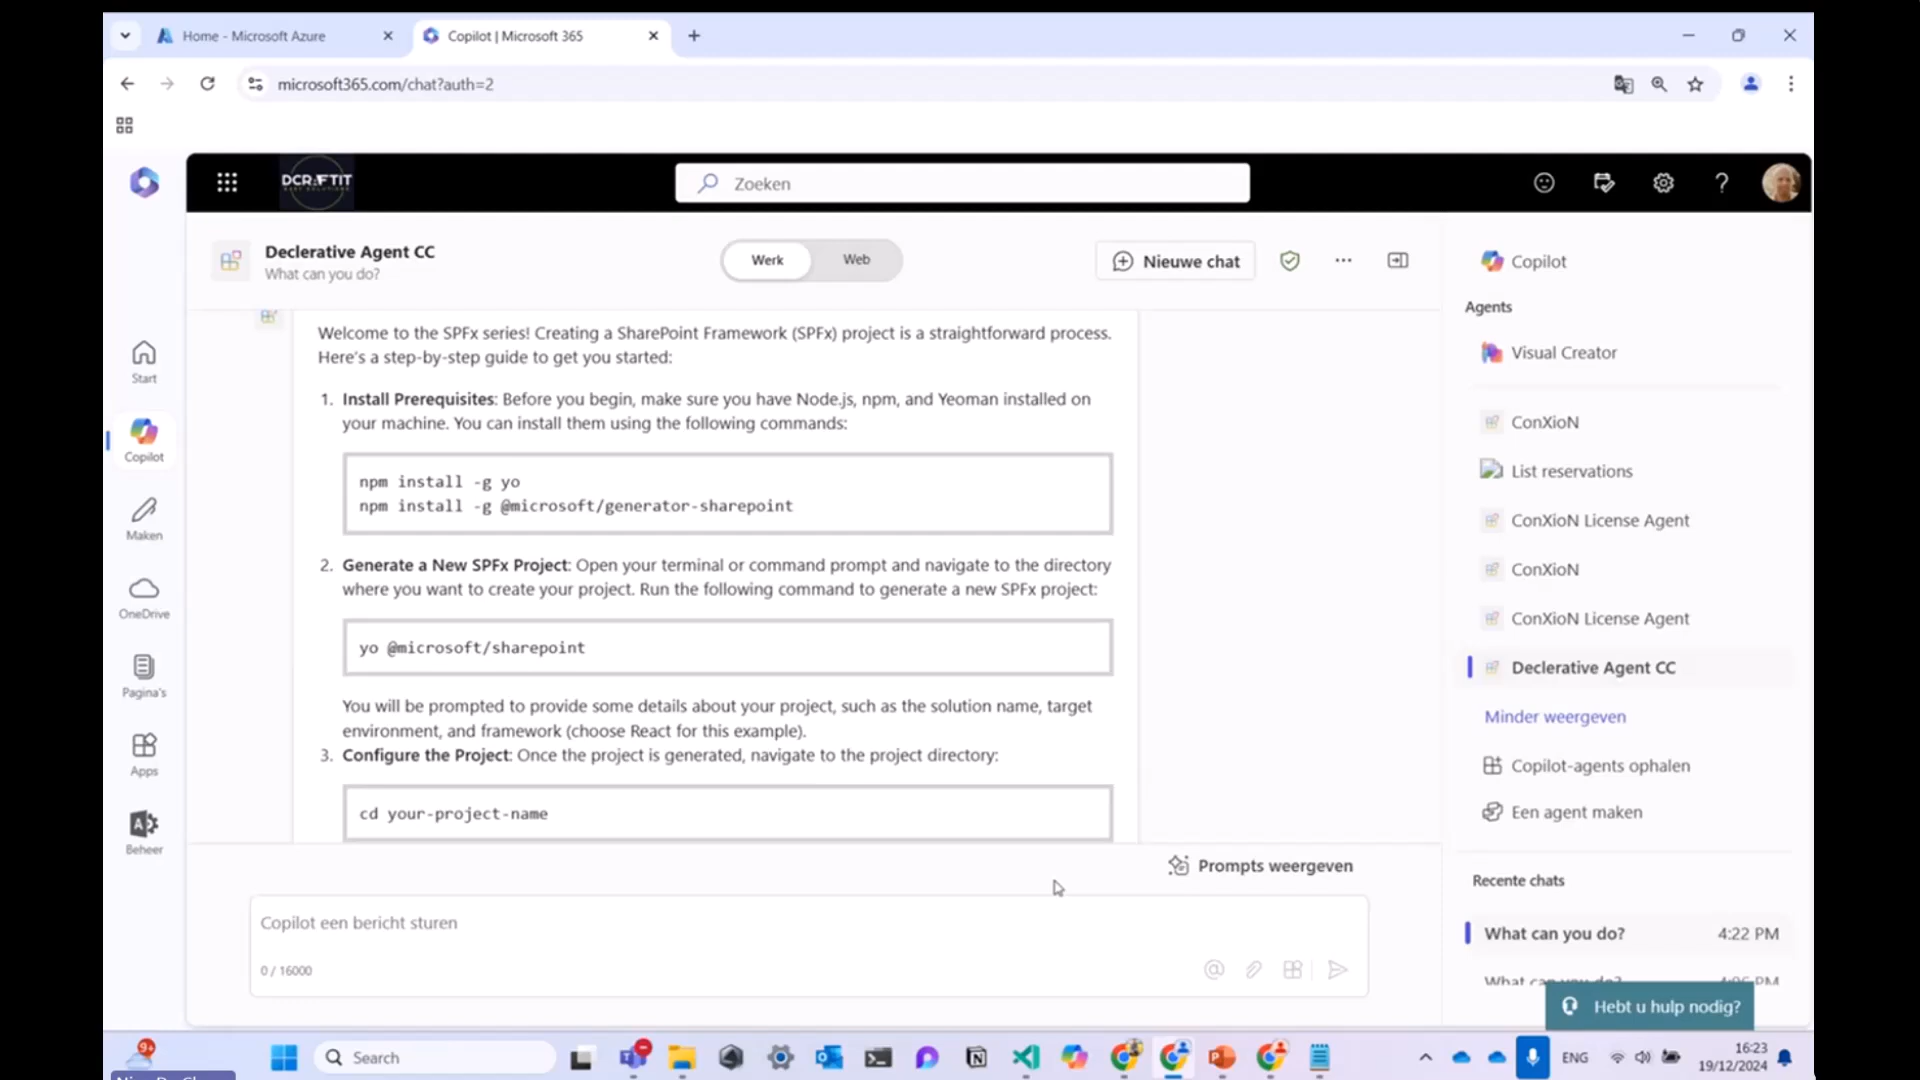 Home - Microsoft Azure
Copilot | Microsoft 365
microsoft365.com/chat?auth=2
DCRAFTIT
Zoeken
Declerative Agent CC
What can you do?
Werk
Web
Nieuwe chat
Copilot
Agents
Visual Creator
ConXioN
List reservations
ConXioN License Agent
ConXioN
ConXioN License Agent
Declerative Agent CC
Minder weergeven
Copilot-agents ophalen
Een agent maken
Recente chats
What can you do? 4:22 PM
What can you do?
Hebt u hulp nodig?
Start
Copilot
Maken
OneDrive
Pagina's
Apps
Beheer
Welcome to the SPFx series! Creating a SharePoint Framework (SPFx) project is a straightforward process.
Here's a step-by-step guide to get you started:
1. Install Prerequisites: Before you begin, make sure you have Node.js, npm, and Yeoman installed on
your machine. You can install them using the following commands:
npm install -g yo
npm install -g @microsoft/generator-sharepoint
2. Generate a New SPFx Project: Open your terminal or command prompt and navigate to the directory
where you want to create your project. Run the following command to generate a new SPFx project:
yo @microsoft/sharepoint
You will be prompted to provide some details about your project, such as the solution name, target
environment, and framework (choose React for this example).
3. Configure the Project: Once the project is generated, navigate to the project directory:
cd your-project-name
Prompts weergeven
Copilot een bericht sturen
0 / 16000
9+
Search
ENG
16:23
19/12/2024